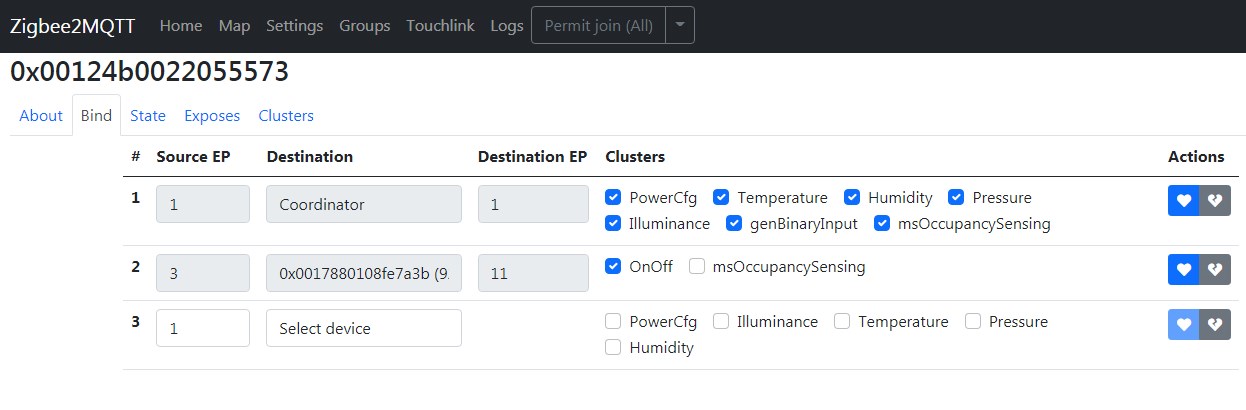 Zigbee2MQTT Home Map Settings Groups Touchlink Logs Permit join (All)
0x00124b0022055573
About Bind State Exposes Clusters
# Source EP Destination Destination EP Clusters Actions
1 1 Coordinator 1 PowerCfg Temperature Humidity Pressure
Illuminance genBinaryInput msOccupancySensing
2 3 0x0017880108fe7a3b (9. 11 OnOff msOccupancySensing
3 1 Select device PowerCfg Illuminance Temperature Pressure
Humidity